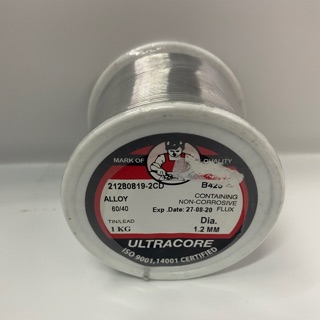 MARK OF QUALITY
21280819-2CD
ALLOY CONTAINING
60/40 NON-CORROSIVE
Exp .Date: 27-08-20 FLUX
TIN/LEAD Dia.
1 KG 1.2 MM
ULTRACORE
ISO 9001,14001 CERTIFIED